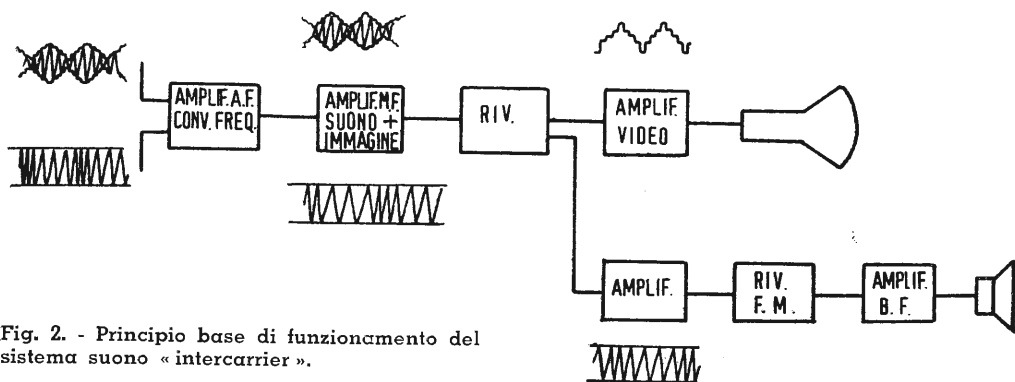 AMPLIF. A.F.
CONV. FREQ.
AMPLIF. M.F.
SUONO +
IMMAGINE
RIV.
AMPLIF.
VIDEO
AMPLIF.
RIV.
F. M.
AMPLIF.
B. F.
Fig. 2. - Principio base di funzionamento del
sistema suono « intercarrier ».